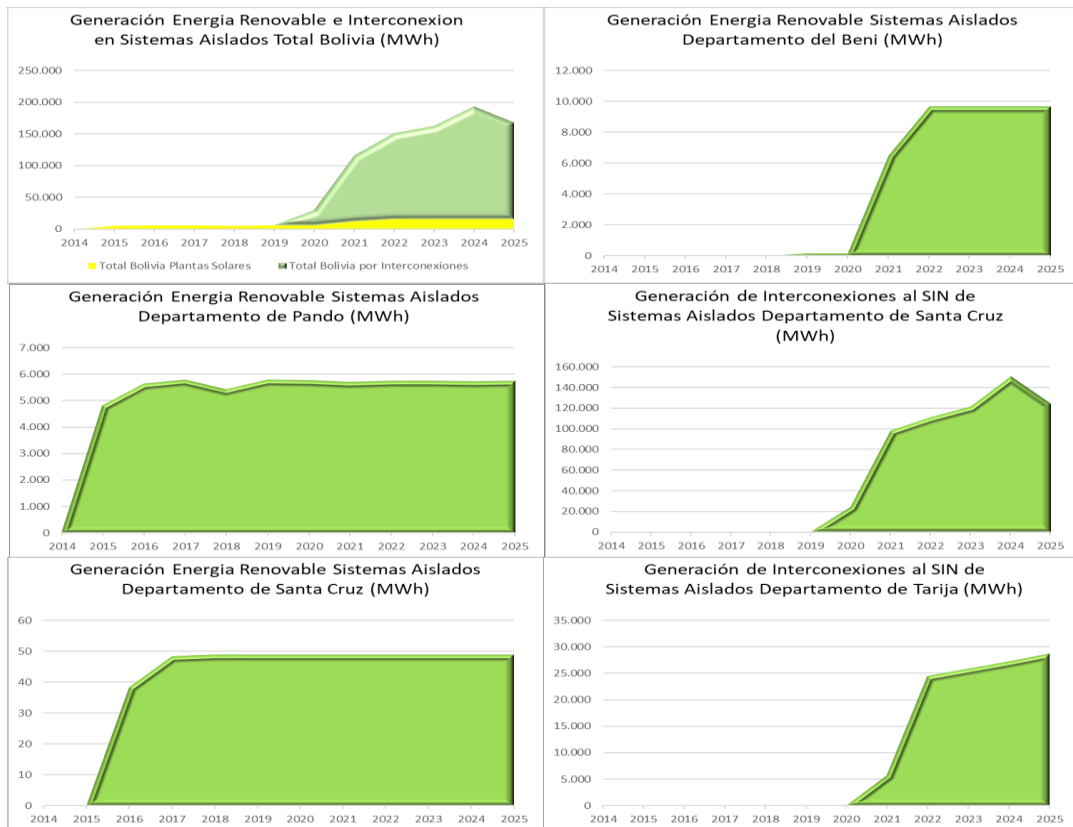 Generación Energia Renovable e Interconexion
en Sistemas Aislados Total Bolivia (MWh)
250.000
200.000
150.000
100.000
50.000
0
2014 2015 2016 2017 2018 2019 2020 2021 2022 2023 2024 2025
Total Bolivia Plantas Solares Total Bolivia por Interconexiones
Generación Energia Renovable Sistemas Aislados
Departamento del Beni (MWh)
12.000
10.000
8.000
6.000
4.000
2.000
0
2014 2015 2016 2017 2018 2019 2020 2021 2022 2023 2024 2025
Generación Energia Renovable Sistemas Aislados
Departamento de Pando (MWh)
7.000
6.000
5.000
4.000
3.000
2.000
1.000
0
2014 2015 2016 2017 2018 2019 2020 2021 2022 2023 2024 2025
Generación de Interconexiones al SIN de
Sistemas Aislados Departamento de Santa Cruz
(MWh)
160.000
140.000
120.000
100.000
80.000
60.000
40.000
20.000
0
2014 2015 2016 2017 2018 2019 2020 2021 2022 2023 2024 2025
Generación Energia Renovable Sistemas Aislados
Departamento de Santa Cruz (MWh)
60
50
40
30
20
10
0
2014 2015 2016 2017 2018 2019 2020 2021 2022 2023 2024 2025
Generación de Interconexiones al SIN de
Sistemas Aislados Departamento de Tarija (MWh)
35.000
30.000
25.000
20.000
15.000
10.000
5.000
0
2014 2015 2016 2017 2018 2019 2020 2021 2022 2023 2024 2025